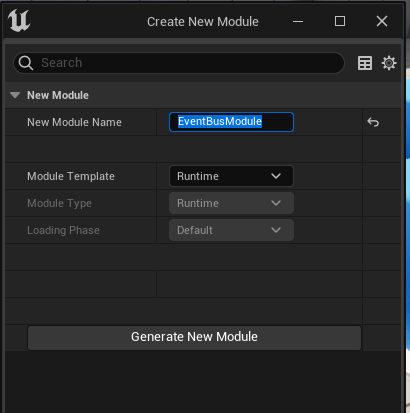 Create New Module
Search
New Module
New Module Name EventBusModule
Module Template Runtime
Module Type Runtime
Loading Phase Default
Generate New Module